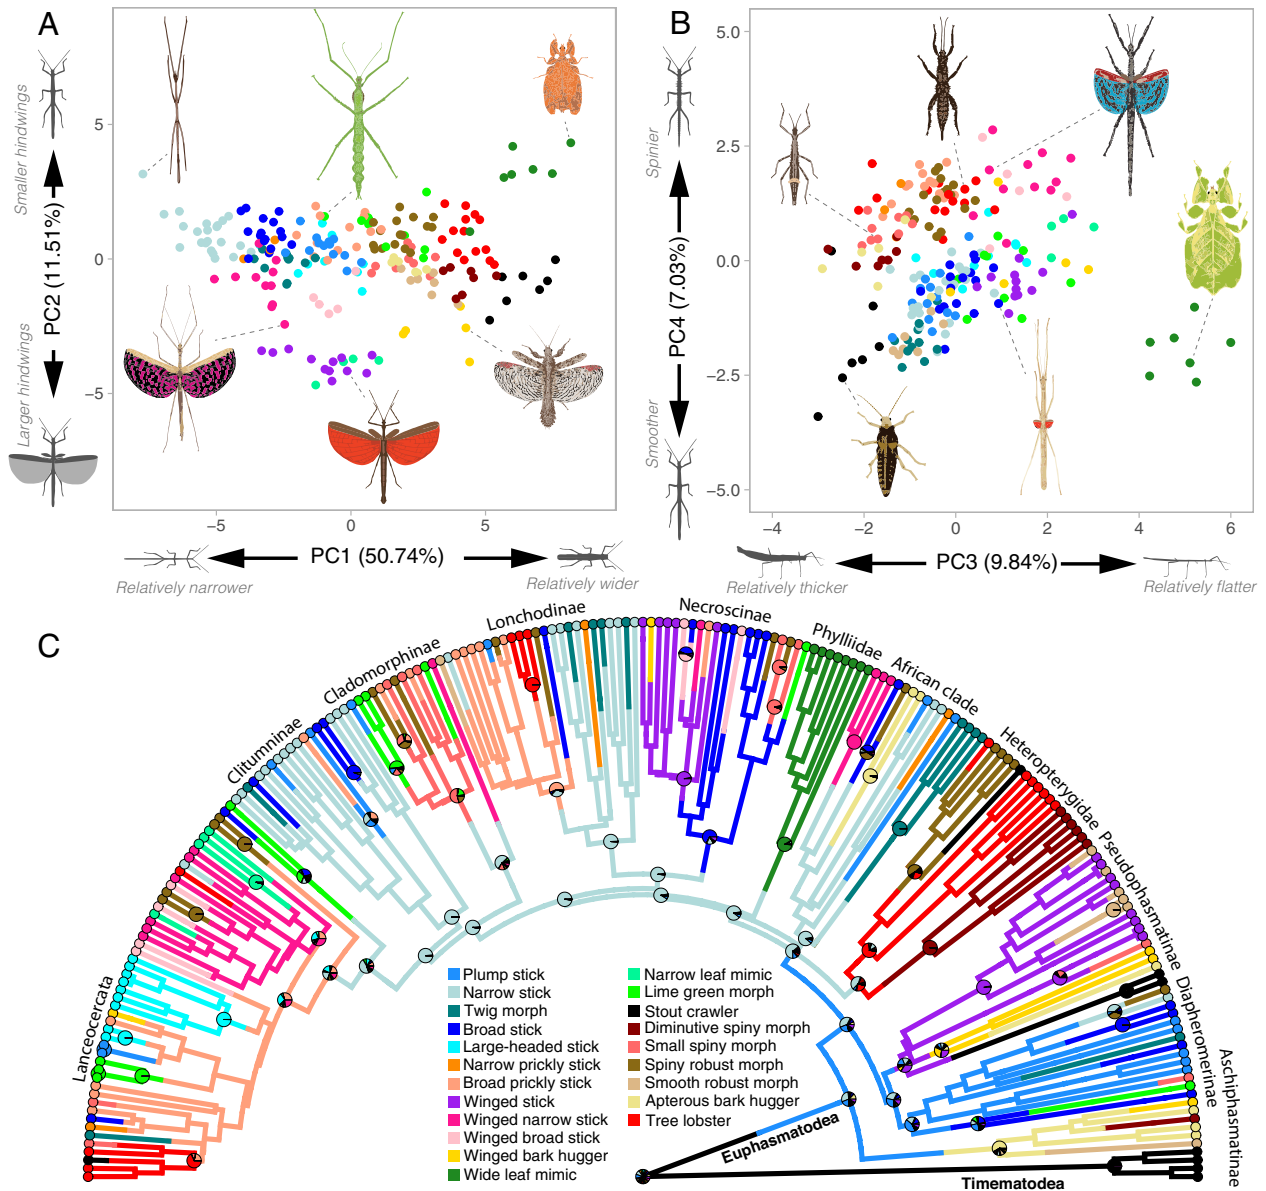 A
Smaller hindwings
PC2 (11.51%)
Larger hindwings
5
0
−5
−5
0
5
PC1 (50.74%)
Relatively narrower
Relatively wider
B
Spinier
PC4 (7.03%)
Smoother
5.0
2.5
0.0
−2.5
−5.0
−4
−2
0
2
4
6
PC3 (9.84%)
Relatively thicker
Relatively flatter
C
Lanceocercata
Clitumninae
Cladomorphinae
Lonchodinae
Necrosciinae
Phylliidae
African clade
Heteropterygidae
Pseudophasmatinae
Diapheromerinae
Aschiphasmatinae
Plump stick
Narrow stick
Twig morph
Broad stick
Large-headed stick
Narrow prickly stick
Broad prickly stick
Winged stick
Winged narrow stick
Winged broad stick
Winged bark hugger
Wide leaf mimic
Narrow leaf mimic
Lime green morph
Stout crawler
Diminutive spiny morph
Small spiny morph
Spiny robust morph
Smooth robust morph
Apterous bark hugger
Tree lobster
Euphasmatodea
Timematodea